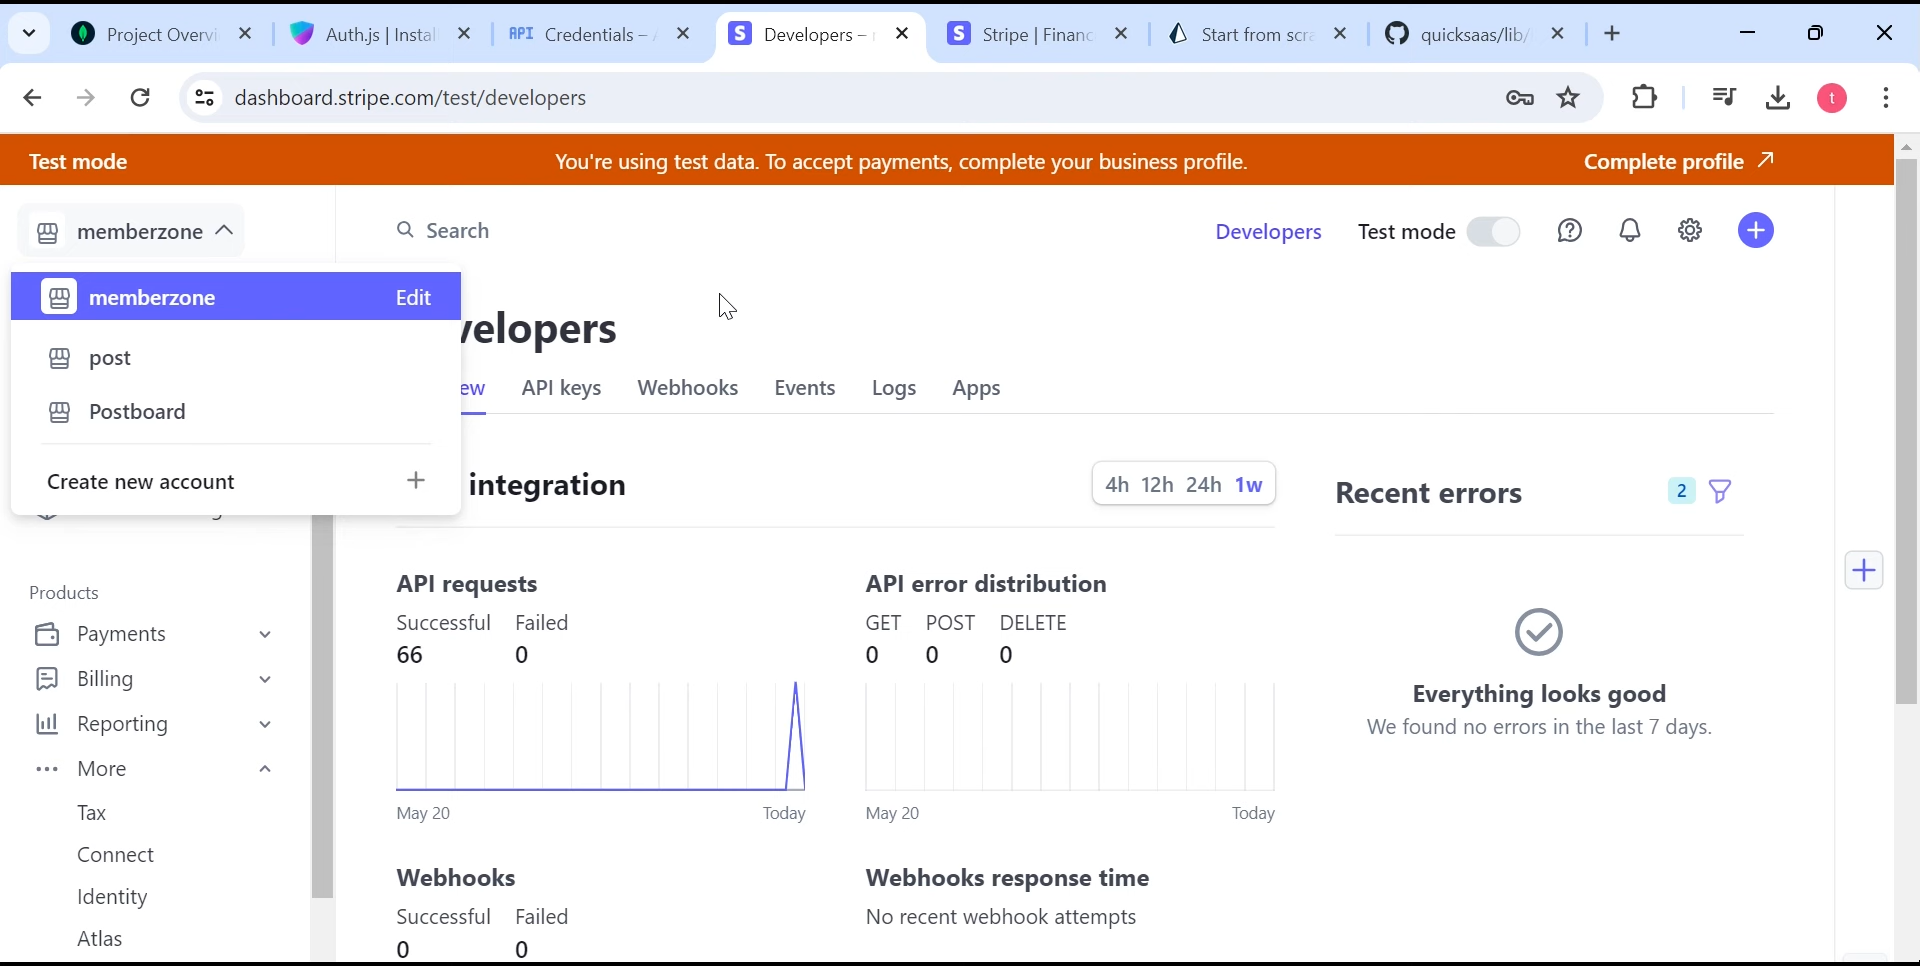 Project Overvi
Auth.js | Instal
API Credentials – A
Developers –
Stripe | Financ
Start from scra
quicksaas/lib/
dashboard.stripe.com/test/developers
t
Test mode
You're using test data. To accept payments, complete your business profile.
Complete profile
memberzone
Search
Developers
Test mode
memberzone
Edit
post
Postboard
Create new account
velopers
ew
API keys
Webhooks
Events
Logs
Apps
integration
4h 12h 24h 1w
Recent errors
2
Products
Payments
Billing
Reporting
More
Tax
Connect
Identity
Atlas
API requests
Successful Failed
66 0
May 20 Today
API error distribution
GET POST DELETE
0 0 0
May 20 Today
Everything looks good
We found no errors in the last 7 days.
Webhooks
Successful Failed
0 0
Webhooks response time
No recent webhook attempts